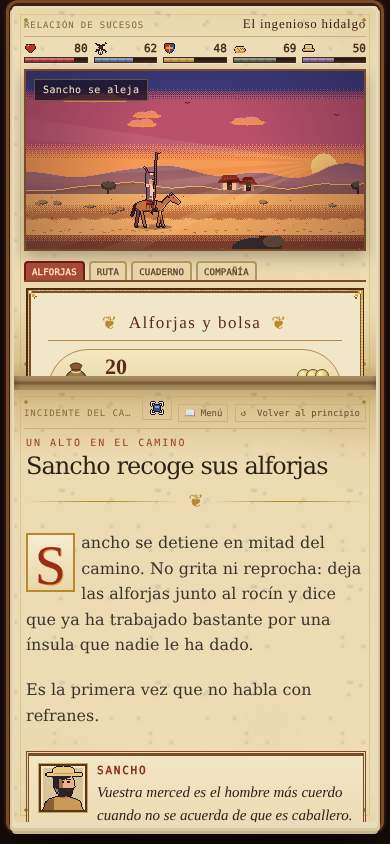 RELACIÓN DE SUCESOS
El ingenioso hidalgo
80 62 48 69 50
Sancho se aleja
ALFORJAS RUTA CUADERNO COMPAÑÍA
Alforjas y bolsa
20
INCIDENTE DEL CA…
Menú
Volver al principio
UN ALTO EN EL CAMINO
Sancho recoge sus alforjas
Sancho se detiene en mitad del
camino. No grita ni reprocha: deja
las alforjas junto al rocín y dice
que ya ha trabajado bastante por una
ínsula que nadie le ha dado.
Es la primera vez que no habla con
refranes.
SANCHO
Vuestra merced es el hombre más cuerdo
cuando no se acuerda de que es caballero.